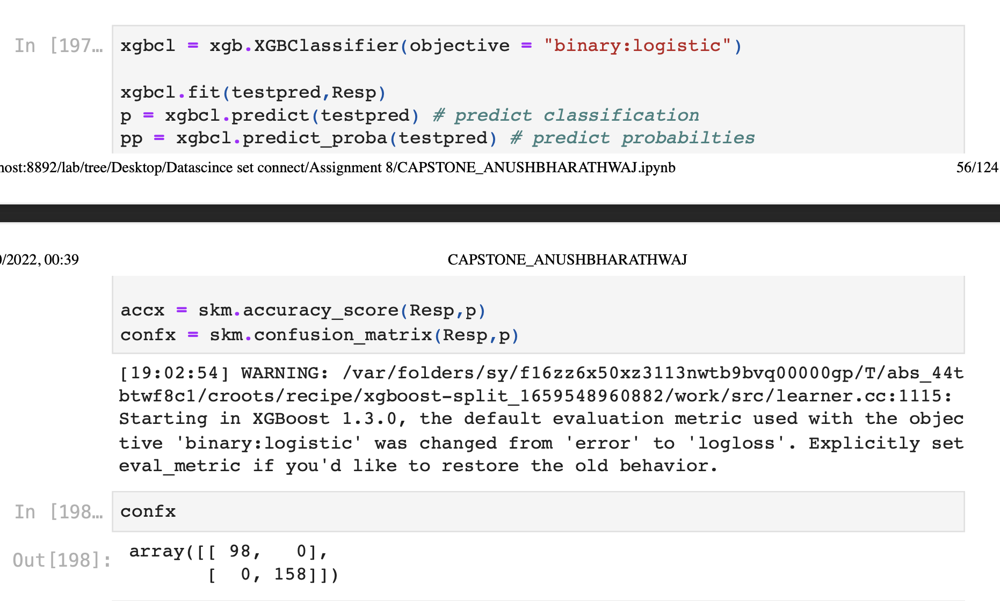 In [197…
xgbcl = xgb.XGBClassifier(objective = "binary:logistic")
xgbcl.fit(testpred,Resp)
p = xgbcl.predict(testpred) # predict classification
pp = xgbcl.predict_proba(testpred) # predict probabilties
host:8892/lab/tree/Desktop/Datascince set connect/Assignment 8/CAPSTONE_ANUSHBHARATHWAJ.ipynb 56/124
0/2022, 00:39 CAPSTONE_ANUSHBHARATHWAJ
accx = skm.accuracy_score(Resp,p)
confx = skm.confusion_matrix(Resp,p)
[19:02:54] WARNING: /var/folders/sy/f16zz6x50xz3113nwtb9bvq00000gp/T/abs_44t
btwf8c1/croots/recipe/xgboost-split_1659548960882/work/src/learner.cc:1115:
Starting in XGBoost 1.3.0, the default evaluation metric used with the objec
tive 'binary:logistic' was changed from 'error' to 'logloss'. Explicitly set
eval_metric if you'd like to restore the old behavior.
In [198…
confx
Out[198]:
array([[ 98,   0],
       [  0, 158]])